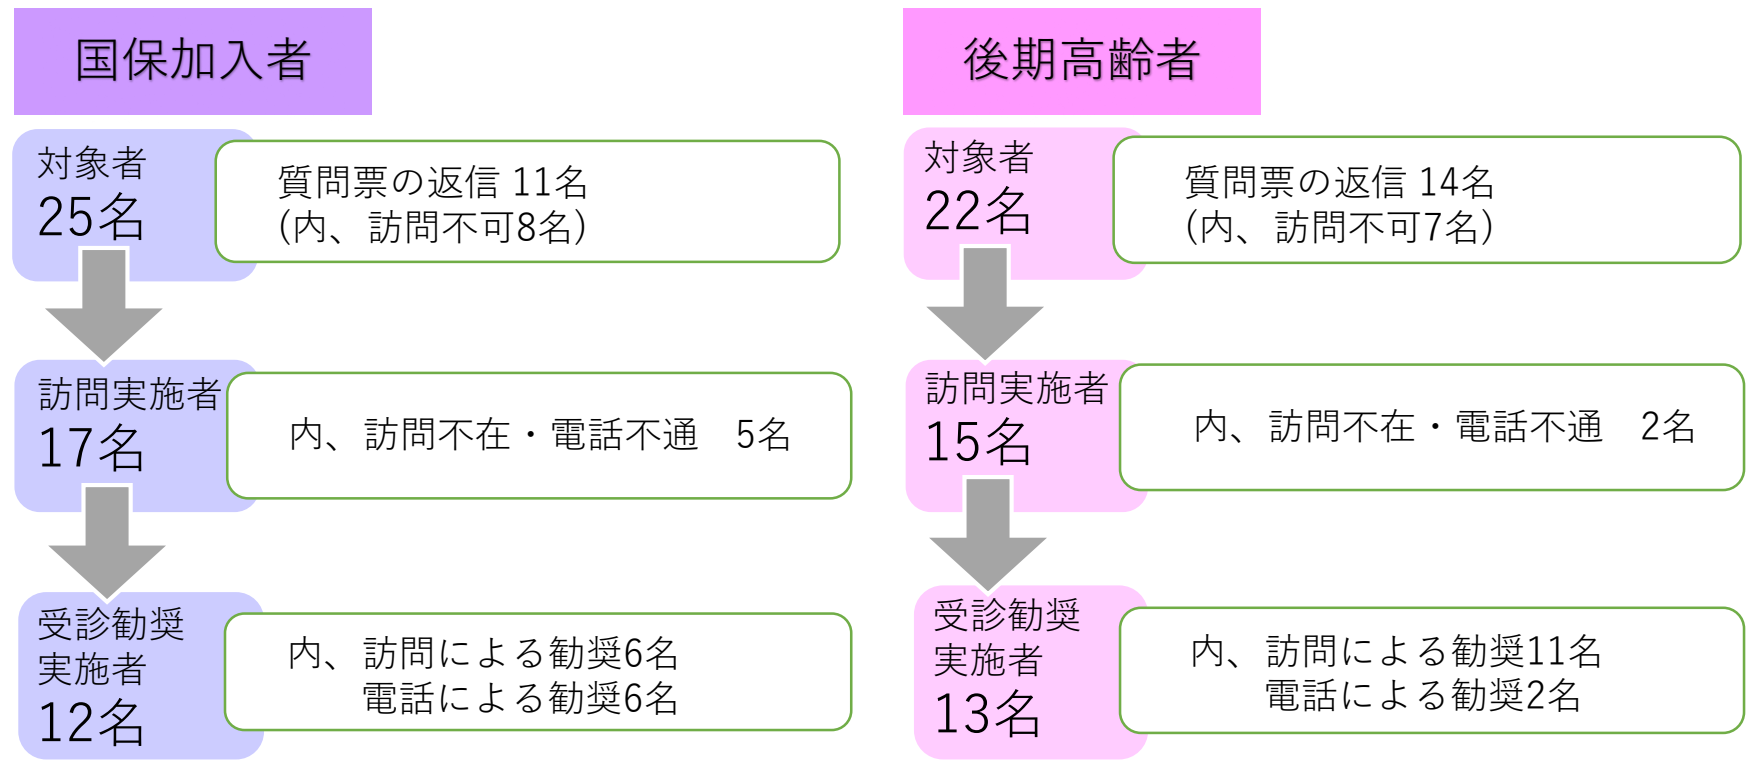 国保加入者
対象者
25名
質問票の返信 11名
(内、訪問不可8名)
訪問実施者
17名
内、訪問不在・電話不通　5名
受診勧奨
実施者
12名
内、訪問による勧奨6名
電話による勧奨6名
後期高齢者
対象者
22名
質問票の返信 14名
(内、訪問不可7名)
訪問実施者
15名
内、訪問不在・電話不通　2名
受診勧奨
実施者
13名
内、訪問による勧奨11名
電話による勧奨2名